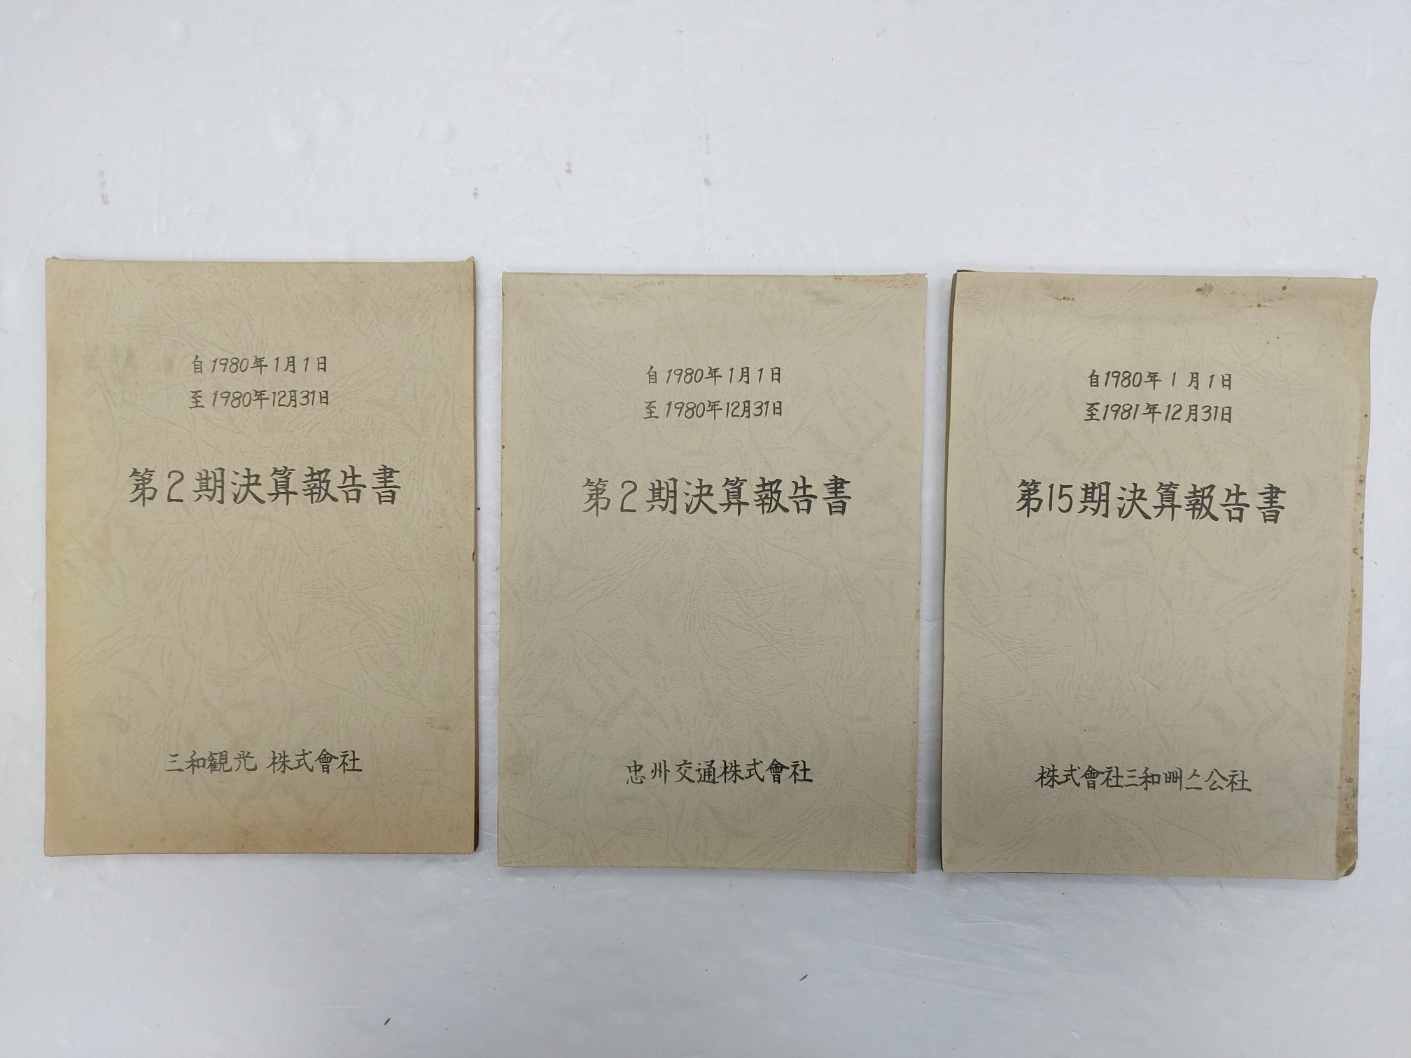 自1980年1月1日
至1980年12月31日
第2期決算報告書
三和観光 株式會社
自1980年1月1日
至1980年12月31日
第2期決算報告書
忠州交通株式會社
自1980年1月1日
至1981年12月31日
第15期決算報告書
株式會社三和뻐스公社